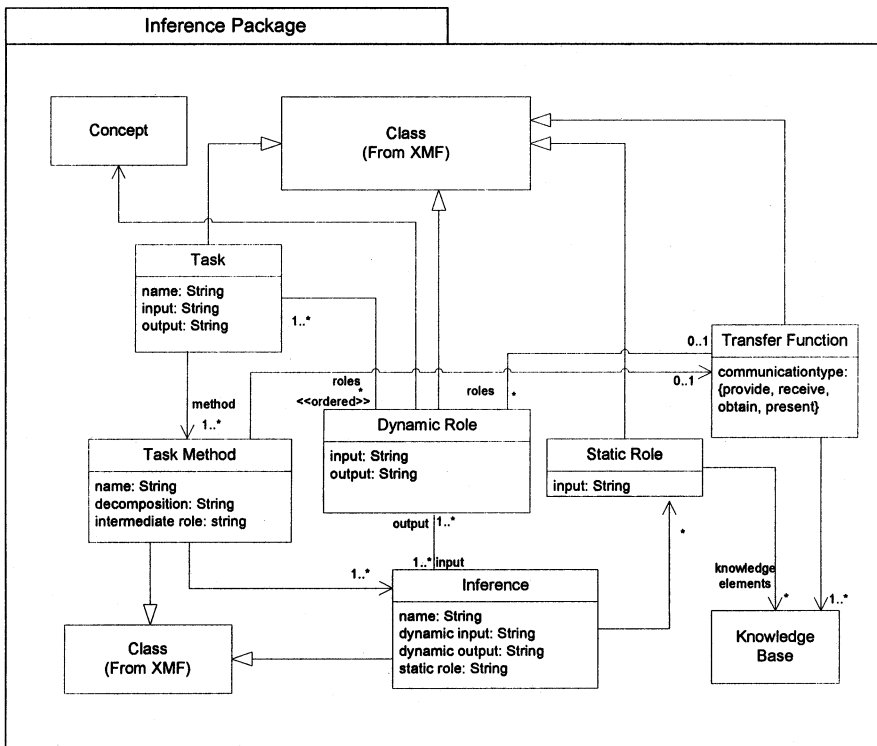 Inference Package
Concept
Class
(From XMF)
Task
name: String
input: String
output: String
1..*
0..1
Transfer Function
communicationtype:
{provide, receive,
obtain, present}
roles
*
<<ordered>>
roles
*
0..1
method
1..*
Dynamic Role
input: String
output: String
Task Method
name: String
decomposition: String
intermediate role: string
Static Role
input: String
output
1..*
*
1..*
1..*
input
knowledge
elements
*
1..*
Inference
name: String
dynamic input: String
dynamic output: String
static role: String
Knowledge
Base
Class
(From XMF)